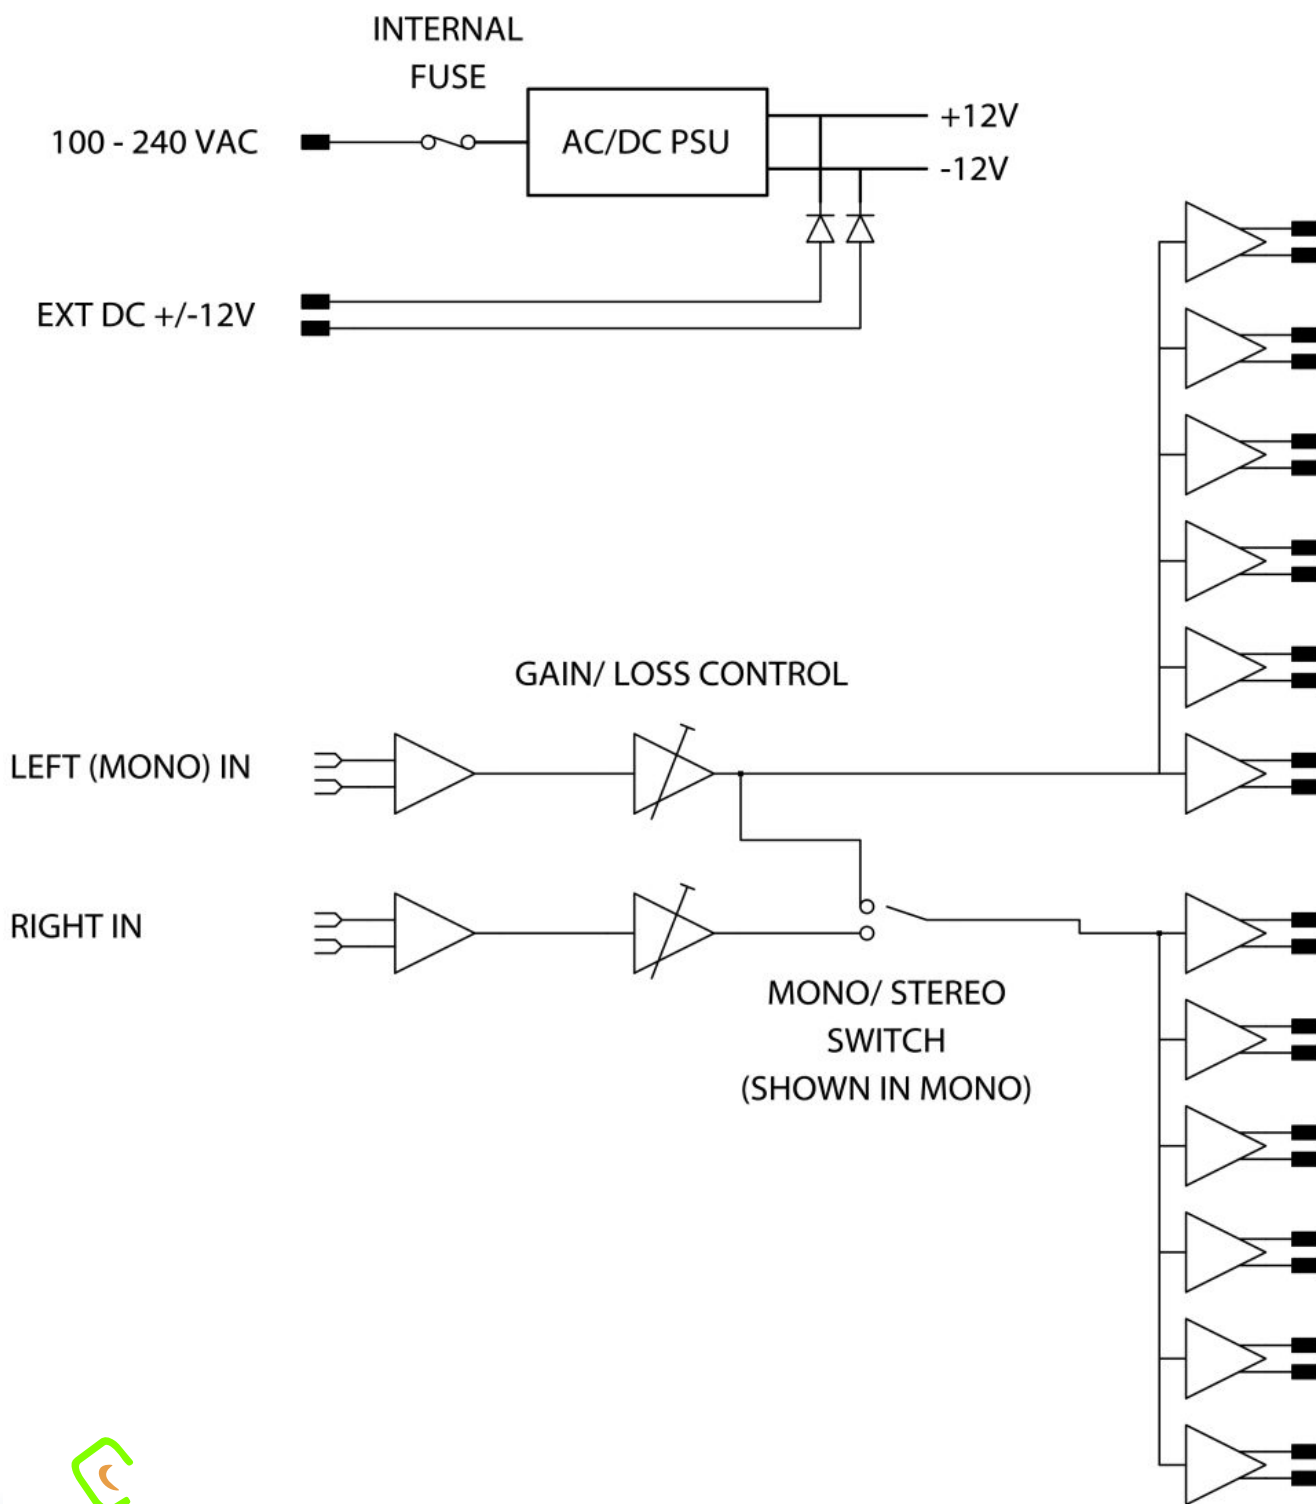 INTERNAL
FUSE
100 - 240 VAC
AC/DC PSU
+12V
-12V
EXT DC +/-12V
GAIN/ LOSS CONTROL
LEFT (MONO) IN
RIGHT IN
MONO/ STEREO
SWITCH
(SHOWN IN MONO)